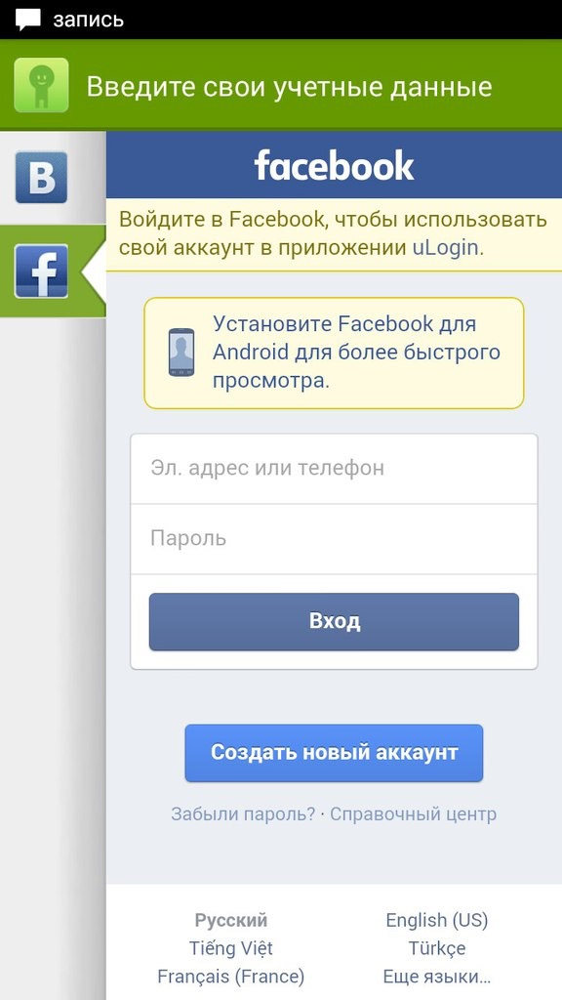 запись
Введите свои учетные данные
B
f
facebook
Войдите в Facebook, чтобы использовать
свой аккаунт в приложении uLogin.
Установите Facebook для
Android для более быстрого
просмотра.
Эл. адрес или телефон
Пароль
Вход
Создать новый аккаунт
Забыли пароль? · Справочный центр
Русский
English (US)
Tiếng Việt
Türkçe
Français (France)
Еще языки...